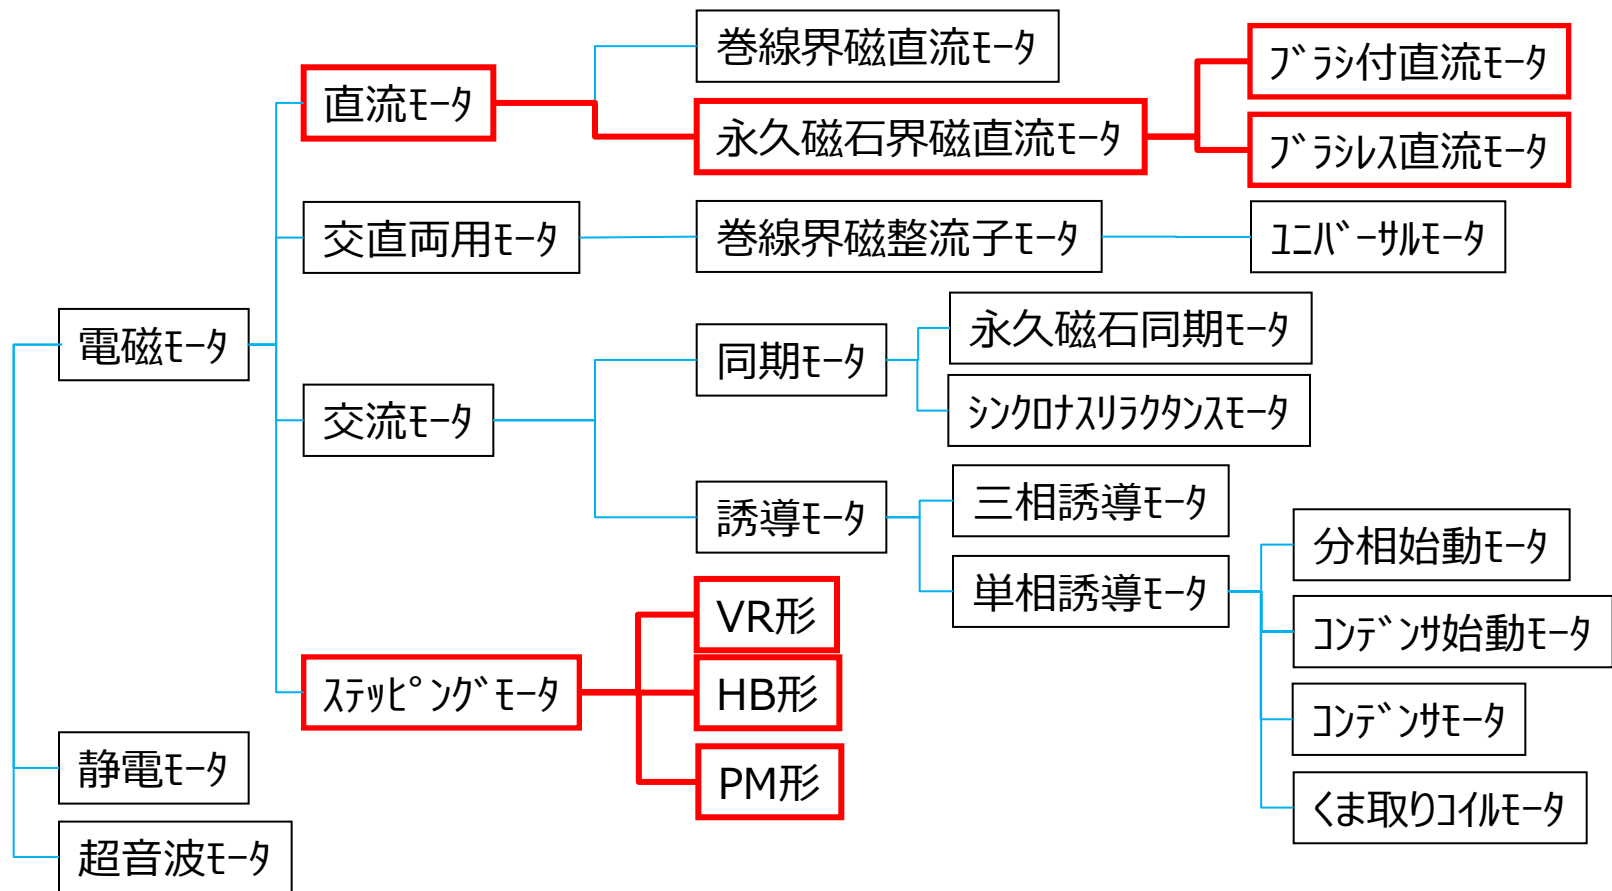 電磁ﾓｰﾀ
直流ﾓｰﾀ
巻線界磁直流ﾓｰﾀ
永久磁石界磁直流ﾓｰﾀ
ﾌﾞﾗｼ付直流ﾓｰﾀ
ﾌﾞﾗｼﾚｽ直流ﾓｰﾀ
交直両用ﾓｰﾀ
巻線界磁整流子ﾓｰﾀ
ﾕﾆﾊﾞｰｻﾙﾓｰﾀ
交流ﾓｰﾀ
同期ﾓｰﾀ
永久磁石同期ﾓｰﾀ
ｼﾝｸﾛﾅｽﾘﾗｸﾀﾝｽﾓｰﾀ
誘導ﾓｰﾀ
三相誘導ﾓｰﾀ
単相誘導ﾓｰﾀ
分相始動ﾓｰﾀ
ｺﾝﾃﾞﾝｻ始動ﾓｰﾀ
ｺﾝﾃﾞﾝｻﾓｰﾀ
くま取りｺｲﾙﾓｰﾀ
ｽﾃｯﾋﾟﾝｸﾞﾓｰﾀ
VR形
HB形
PM形
静電ﾓｰﾀ
超音波ﾓｰﾀ